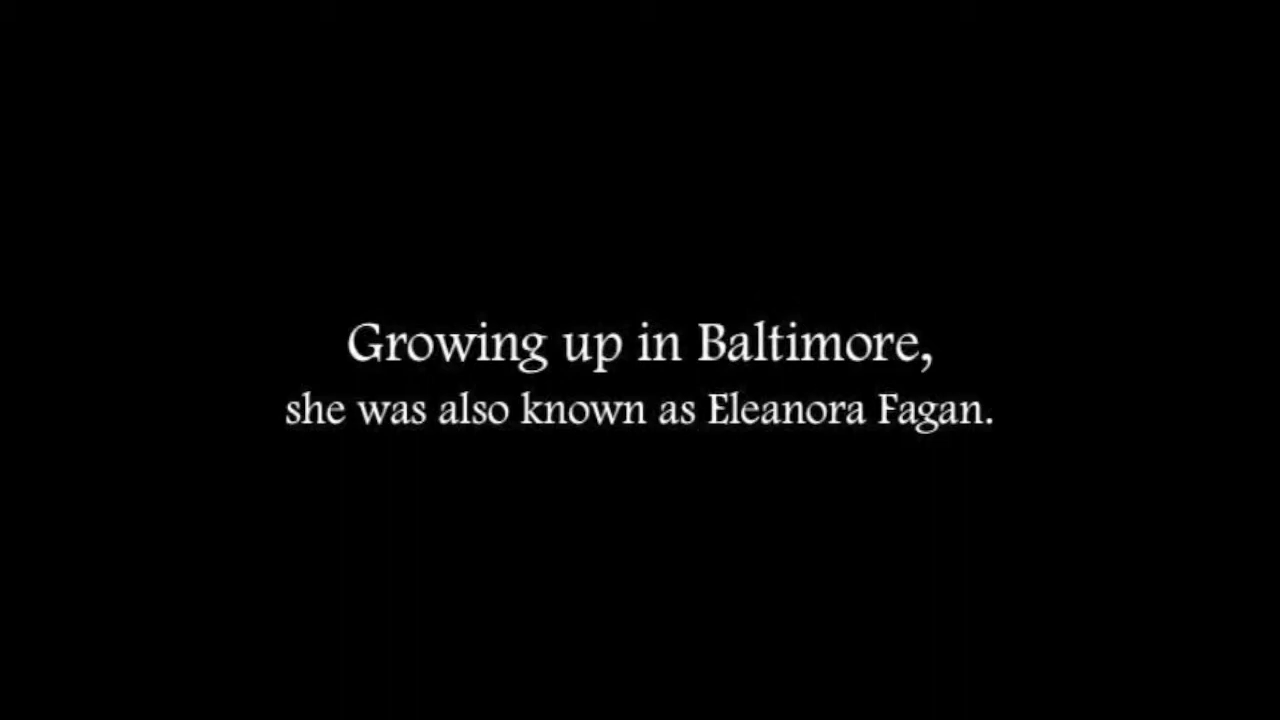 Growing up in Baltimore,
she was also known as Eleanora Fagan.